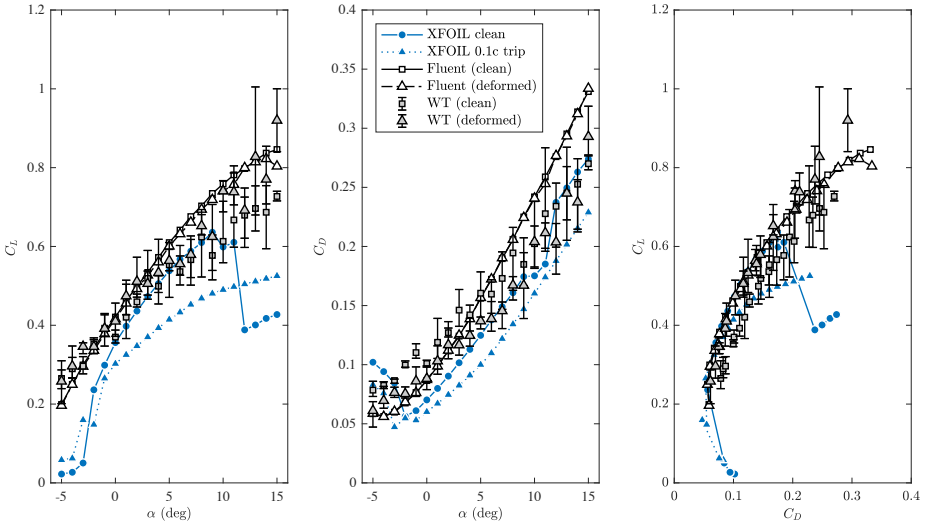 1.2
1
0.8
0.6
0.4
0.2
0
-5 0 5 10 15
α (deg)
C_L
0.4
0.35
0.3
0.25
0.2
0.15
0.1
0.05
0
-5 0 5 10 15
α (deg)
C_D
XFOIL clean
XFOIL 0.1c trip
Fluent (clean)
Fluent (deformed)
WT (clean)
WT (deformed)
1.2
1
0.8
0.6
0.4
0.2
0
0 0.1 0.2 0.3 0.4
C_D
C_L